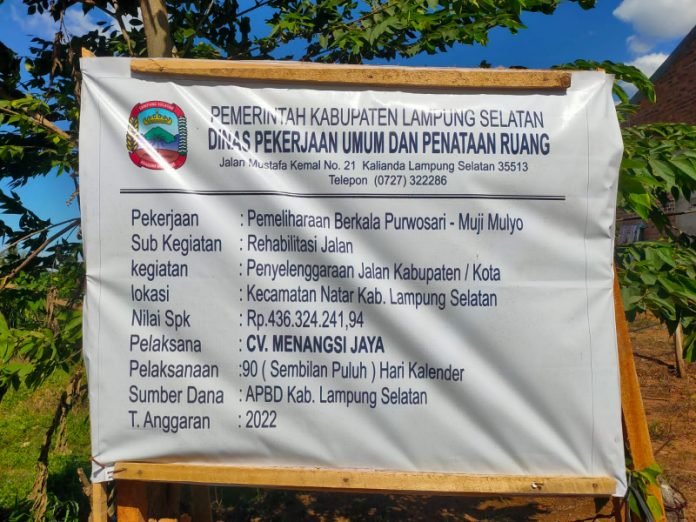 LAMPUNG SELATAN
PEMERINTAH KABUPATEN LAMPUNG SELATAN
DINAS PEKERJAAN UMUM DAN PENATAAN RUANG
Jalan Mustafa Kemal No. 21 Kalianda Lampung Selatan 35513
Telepon (0727) 322286
Pekerjaan : Pemeliharaan Berkala Purwosari - Muji Mulyo
Sub Kegiatan : Rehabilitasi Jalan
kegiatan : Penyelenggaraan Jalan Kabupaten / Kota
lokasi : Kecamatan Natar Kab. Lampung Selatan
Nilai Spk : Rp.436.324.241,94
Pelaksana : CV. MENANGSI JAYA
Pelaksanaan :90 ( Sembilan Puluh ) Hari Kalender
Sumber Dana : APBD Kab. Lampung Selatan
T. Anggaran : 2022